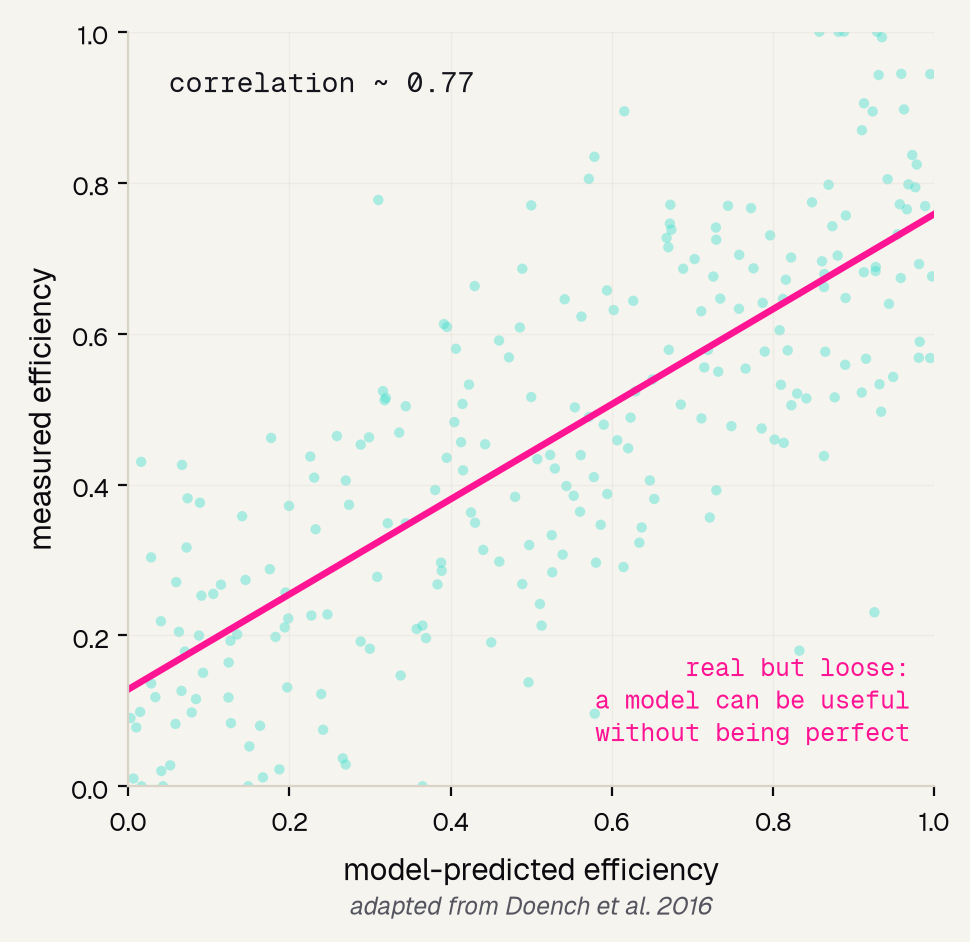 1.0
correlation ~ 0.77
0.8
0.6
0.4
0.2
0.0
measured efficiency
real but loose:
a model can be useful
without being perfect
0.0 0.2 0.4 0.6 0.8 1.0
model-predicted efficiency
adapted from Doench et al. 2016